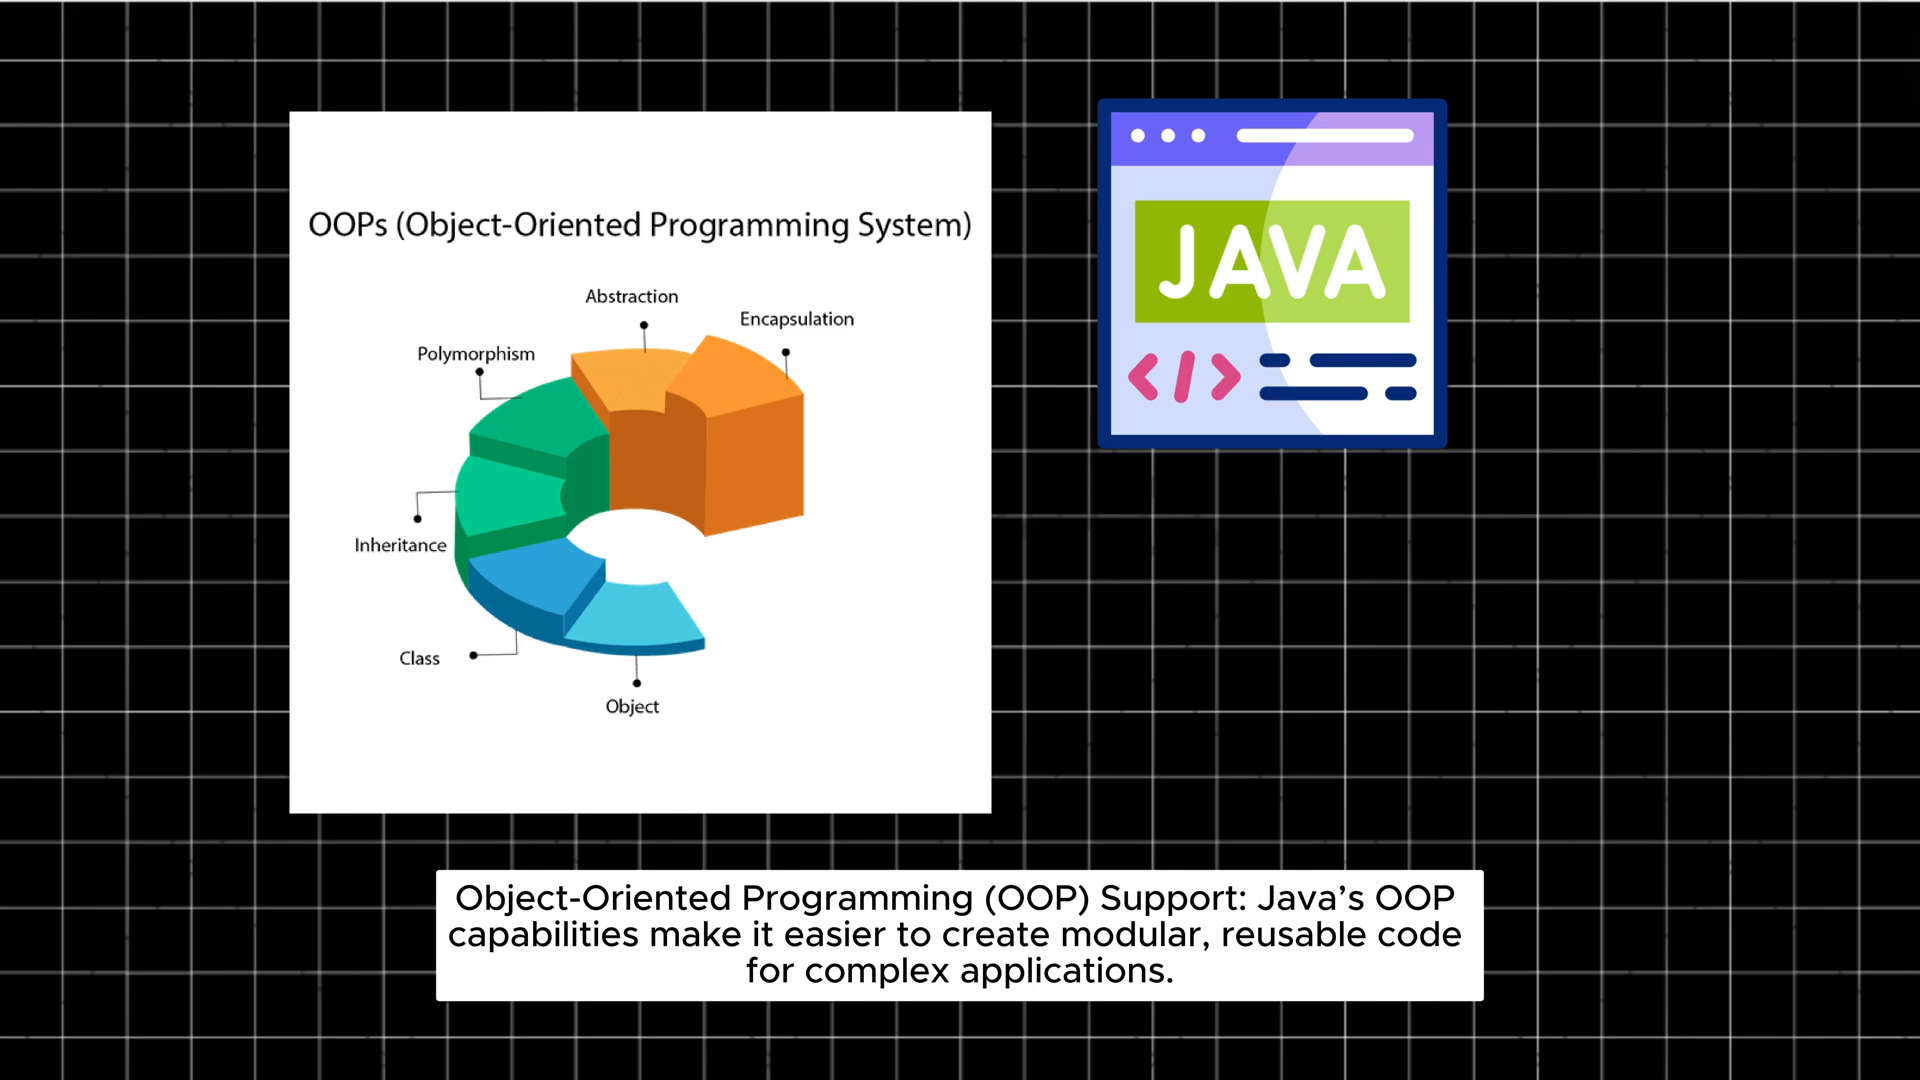 OOPs (Object-Oriented Programming System)
Abstraction
Encapsulation
Polymorphism
Inheritance
Class
Object
JAVA
</>
Object-Oriented Programming (OOP) Support: Java’s OOP
capabilities make it easier to create modular, reusable code
for complex applications.